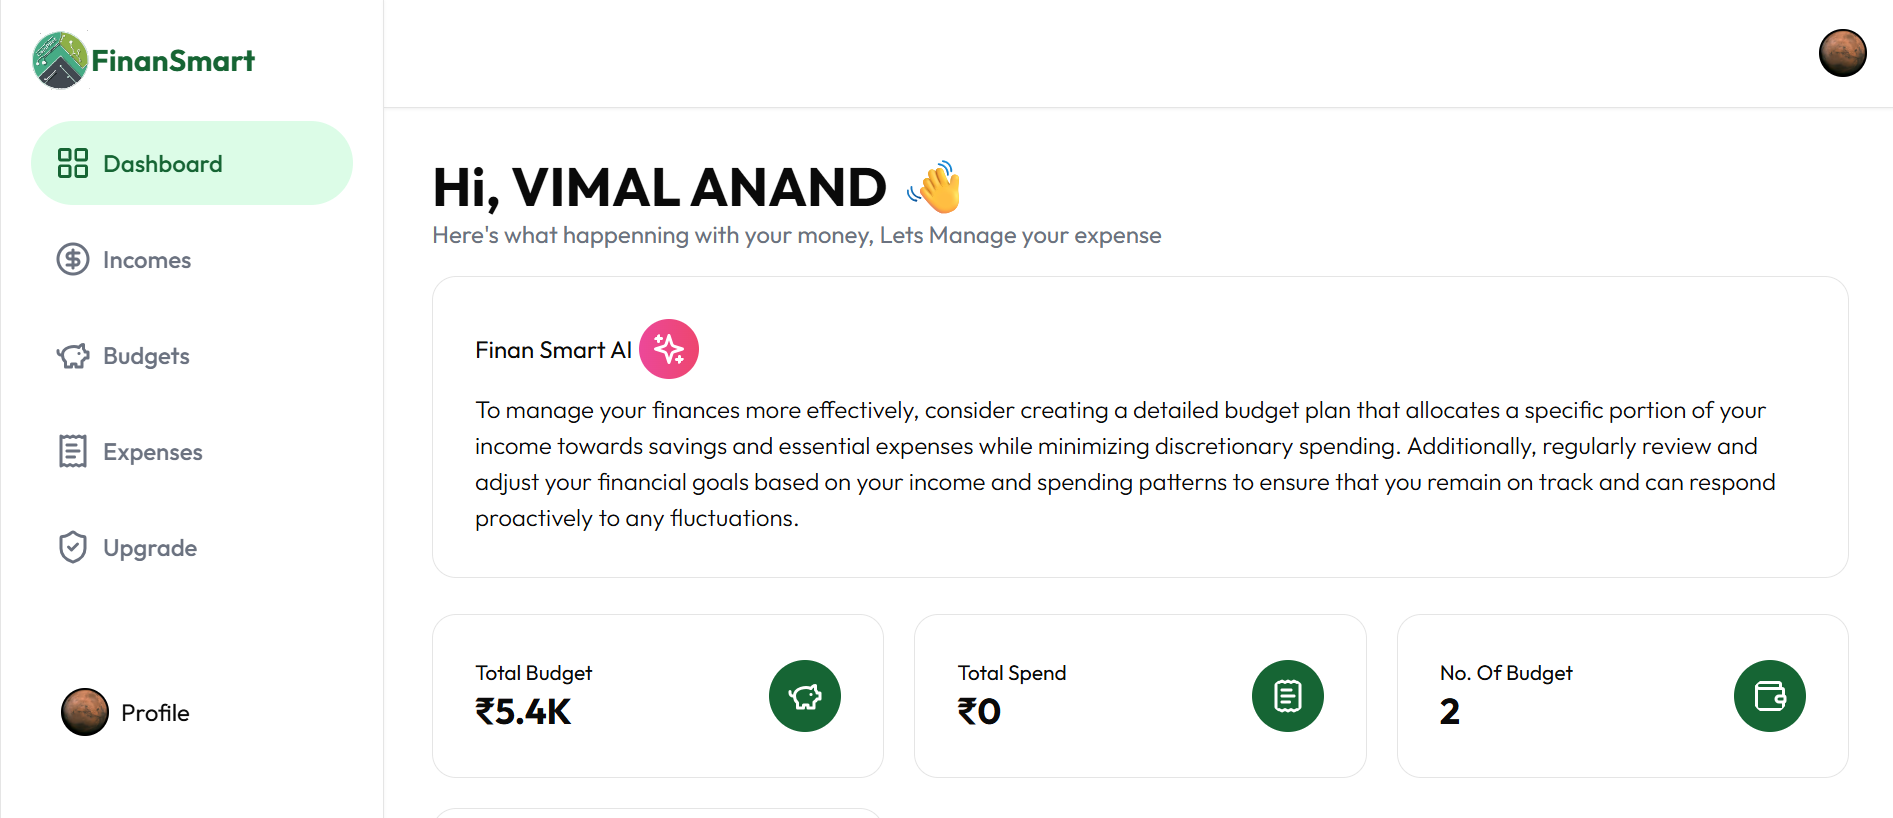 FinanSmart
Dashboard
Incomes
Budgets
Expenses
Upgrade
Profile
Hi, VIMAL ANAND 👋
Here's what happenning with your money, Lets Manage your expense
Finan Smart AI
To manage your finances more effectively, consider creating a detailed budget plan that allocates a specific portion of your
income towards savings and essential expenses while minimizing discretionary spending. Additionally, regularly review and
adjust your financial goals based on your income and spending patterns to ensure that you remain on track and can respond
proactively to any fluctuations.
Total Budget
₹5.4K
Total Spend
₹0
No. Of Budget
2